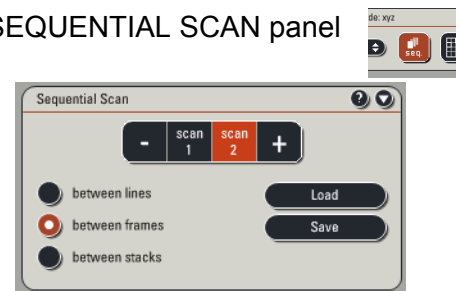 SEQUENTIAL SCAN panel
de: xyz
seq.
Sequential Scan
? 
- scan 1 scan 2 +
between lines
Load
between frames
Save
between stacks